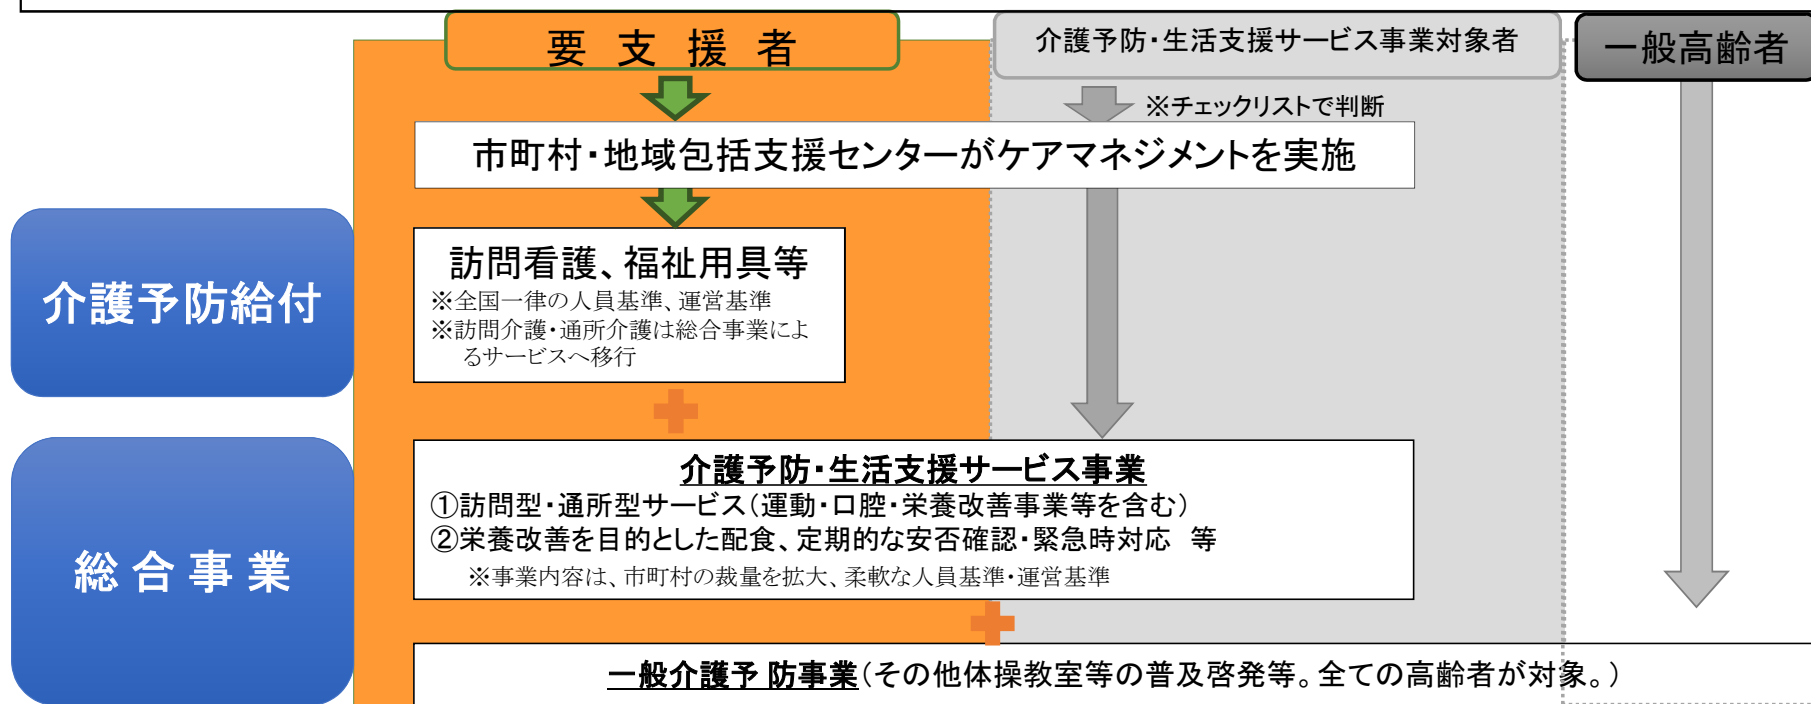 要 支 援 者
介護予防・生活支援サービス事業対象者
一般高齢者
※チェックリストで判断
市町村・地域包括支援センターがケアマネジメントを実施
介護予防給付
訪問看護、福祉用具等
※全国一律の人員基準、運営基準
※訪問介護・通所介護は総合事業によ
るサービスへ移行
総 合 事 業
介護予防・生活支援サービス事業
①訪問型・通所型サービス(運動・口腔・栄養改善事業等を含む)
②栄養改善を目的とした配食、定期的な安否確認・緊急時対応 等
※事業内容は、市町村の裁量を拡大、柔軟な人員基準・運営基準
一般介護予 防事業(その他体操教室等の普及啓発等。全ての高齢者が対象。)